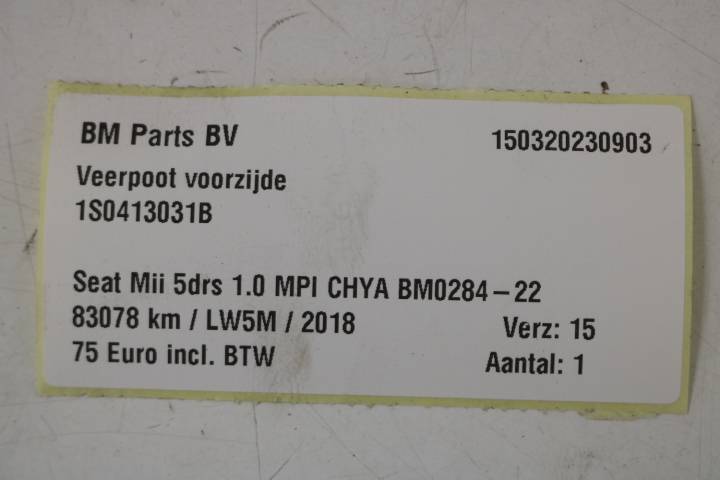 BM Parts BV 150320230903
Veerpoot voorzijde
1S0413031B
Seat Mii 5drs 1.0 MPI CHYA BM0284-22
83078 km / LW5M / 2018 Verz: 15
75 Euro incl. BTW Aantal: 1